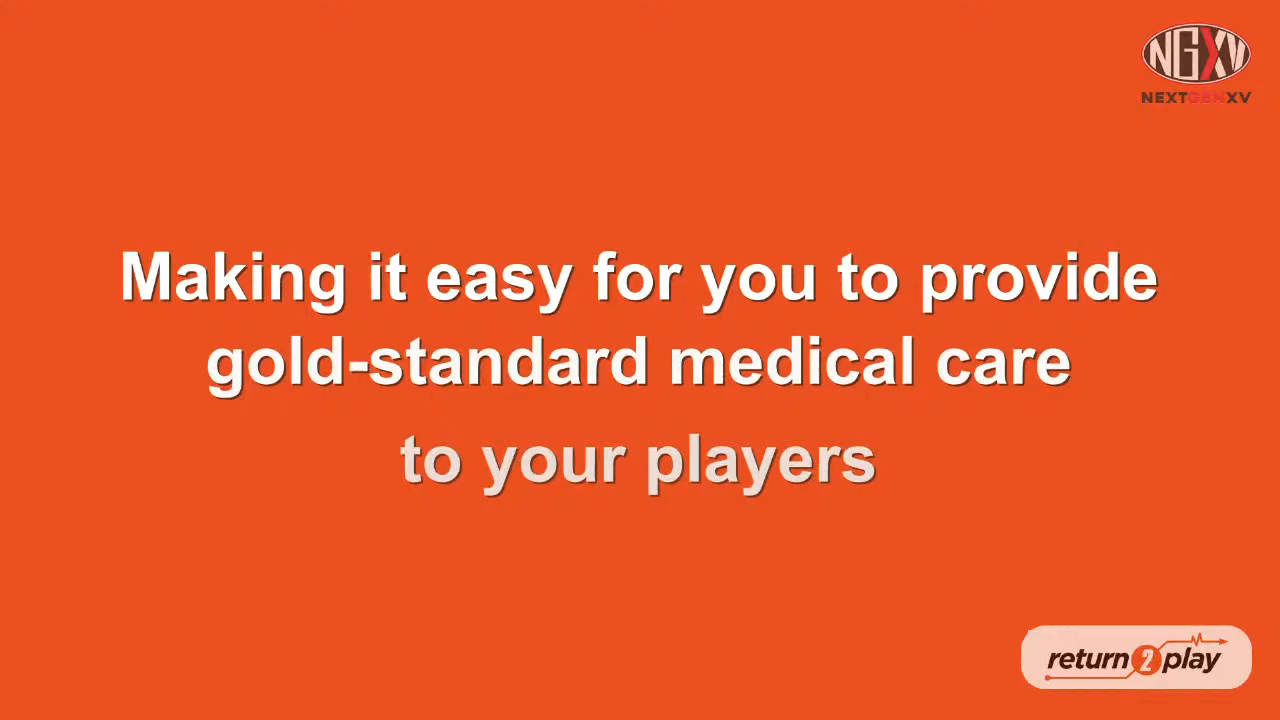 NGXV
NEXTGENXV
Making it easy for you to provide
gold-standard medical care
to your players
return2play